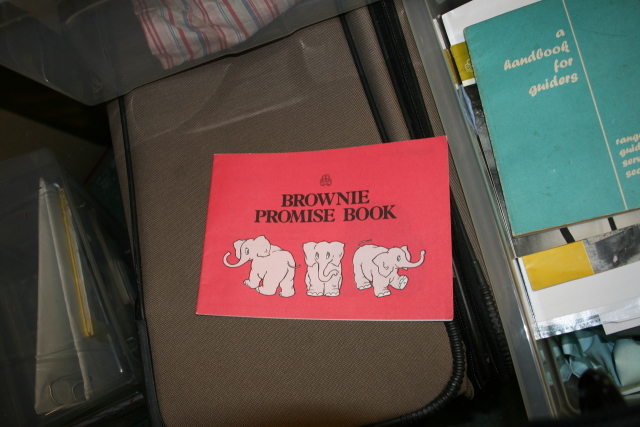 BROWNIE
PROMISE BOOK
a
handbook
for
guiders